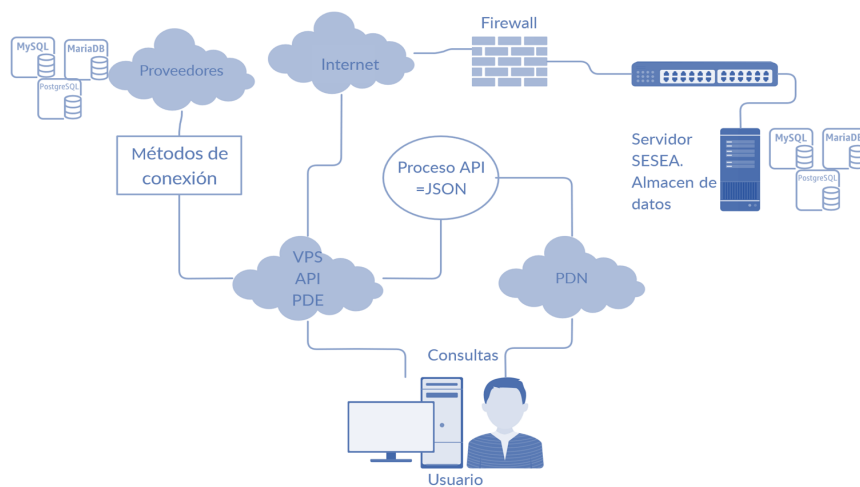 Firewall
MySQL
MariaDB
PostgreSQL
Proveedores
Internet
Métodos de
conexión
Proceso API
=JSON
Servidor
SESEA.
Almacen de
datos
MySQL
MariaDB
PostgreSQL
VPS
API
PDE
PDN
Consultas
Usuario